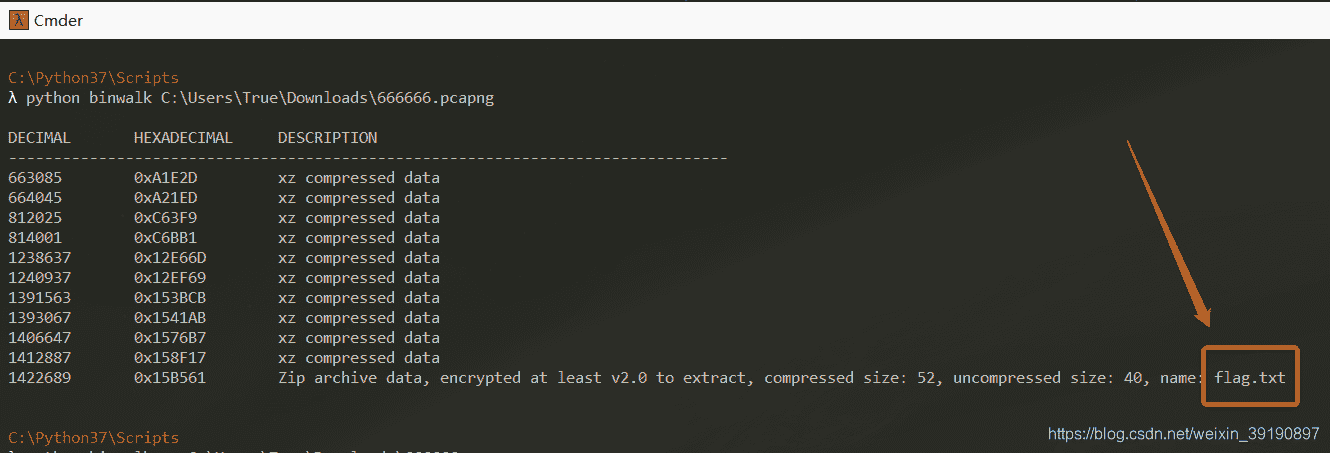 λ Cmder
C:\Python37\Scripts
λ python binwalk C:\Users\True\Downloads\666666.pcapng
DECIMAL HEXADECIMAL DESCRIPTION
--------------------------------------------------------------------------------
663085 0xA1E2D xz compressed data
664045 0xA21ED xz compressed data
812025 0xC63F9 xz compressed data
814001 0xC6BB1 xz compressed data
1238637 0x12E66D xz compressed data
1240937 0x12EF69 xz compressed data
1391563 0x153BCB xz compressed data
1393067 0x1541AB xz compressed data
1406647 0x1576B7 xz compressed data
1412887 0x158F17 xz compressed data
1422689 0x15B561 Zip archive data, encrypted at least v2.0 to extract, compressed size: 52, uncompressed size: 40, name: flag.txt
C:\Python37\Scripts
https://blog.csdn.net/weixin_39190897